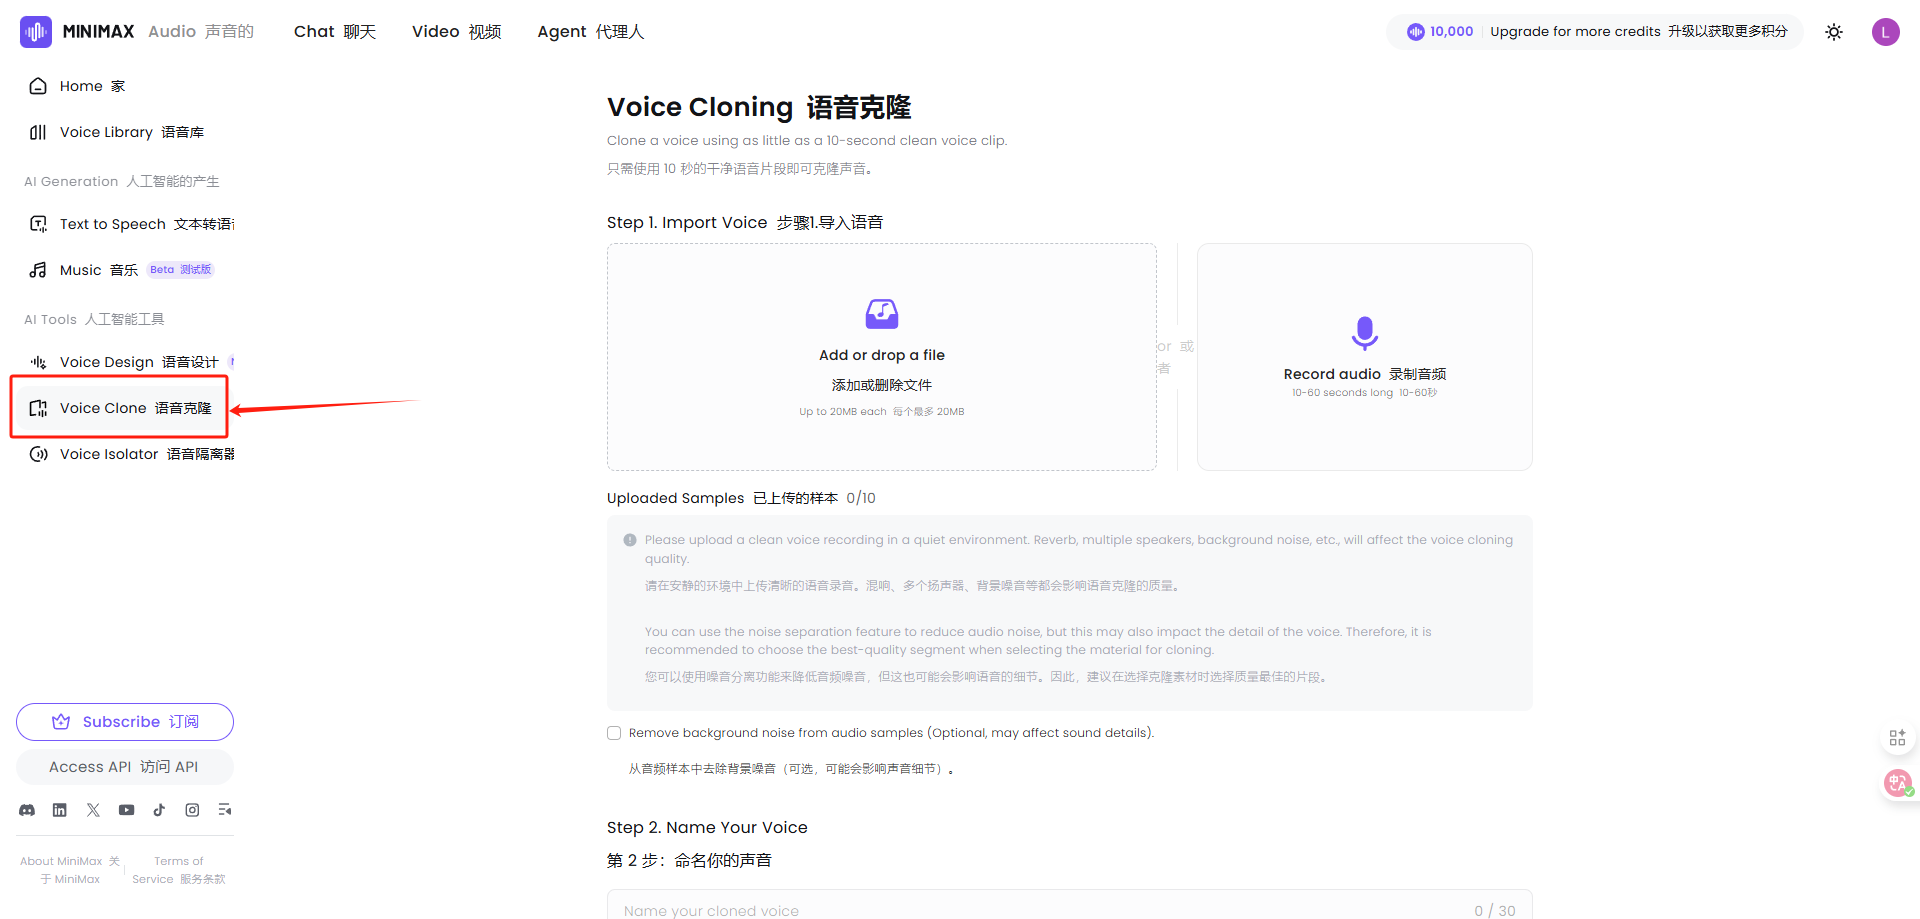 MINIMAX Audio 声音的 Chat 聊天 Video 视频 Agent 代理人 10,000 Upgrade for more credits 升级以获取更多积分 L
Home 家
Voice Library 语音库
AI Generation 人工智能的产生
Text to Speech 文本转语音
Music 音乐 Beta 测试版
AI Tools 人工智能工具
Voice Design 语音设计
Voice Clone 语音克隆
Voice Isolator 语音隔离器
Subscribe 订阅
Access API 访问 API
About MiniMax 关
于 MiniMax
Terms of
Service 服务条款
Voice Cloning 语音克隆
Clone a voice using as little as a 10-second clean voice clip.
只需使用 10 秒的干净语音片段即可克隆声音。
Step 1. Import Voice 步骤1.导入语音
Add or drop a file
添加或删除文件
Up to 20MB each 每个最多 20MB
or 或
者
Record audio 录制音频
10-60 seconds long 10-60秒
Uploaded Samples 已上传的样本 0/10
Please upload a clean voice recording in a quiet environment. Reverb, multiple speakers, background noise, etc., will affect the voice cloning
quality.
请在安静的环境中上传清晰的语音录音。混响、多个扬声器、背景噪音等都会影响语音克隆的质量。
You can use the noise separation feature to reduce audio noise, but this may also impact the detail of the voice. Therefore, it is
recommended to choose the best-quality segment when selecting the material for cloning.
您可以使用噪音分离功能来降低音频噪音，但这也可能会影响语音的细节。因此，建议在选择克隆素材时选择质量最佳的片段。
Remove background noise from audio samples (Optional, may affect sound details).
从音频样本中去除背景噪音（可选，可能会影响声音细节）。
Step 2. Name Your Voice
第 2 步：命名你的声音
Name your cloned voice 0 / 30